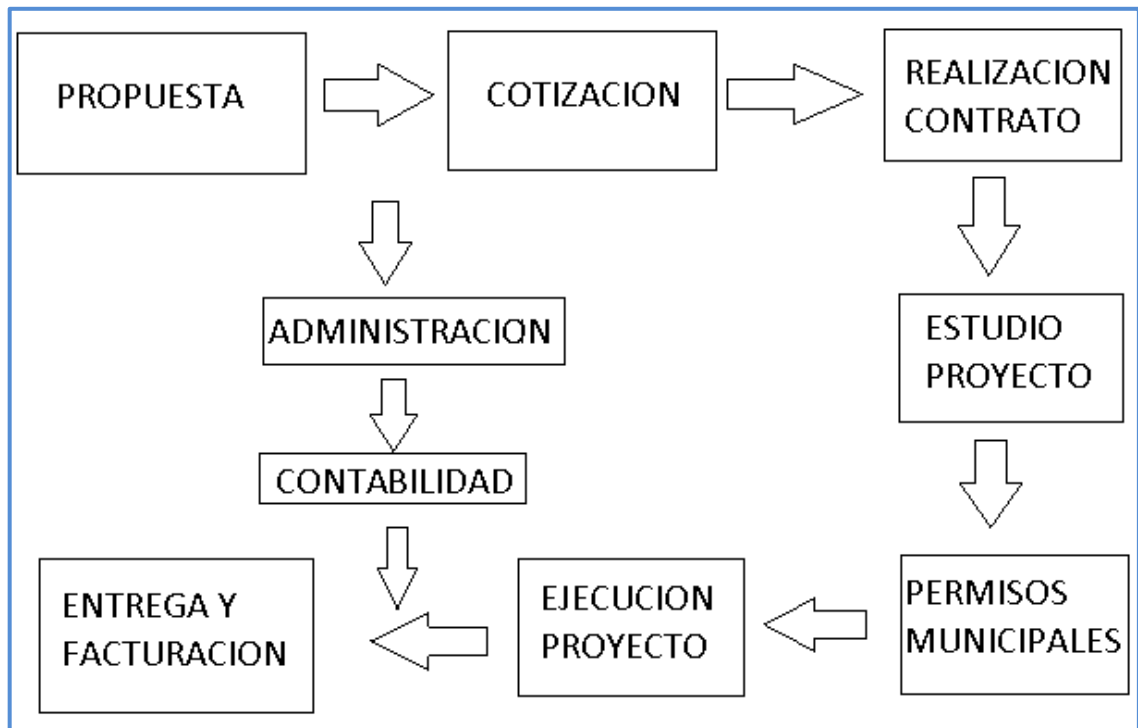 PROPUESTA
COTIZACION
REALIZACION
CONTRATO
ADMINISTRACION
ESTUDIO
PROYECTO
CONTABILIDAD
ENTREGA Y
FACTURACION
EJECUCION
PROYECTO
PERMISOS
MUNICIPALES